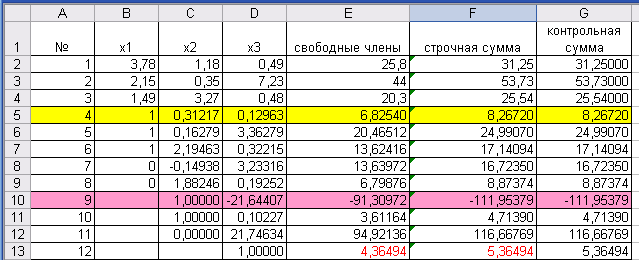 A B C D E F G
1 № x1 x2 x3 свободные члены строчная сумма контрольная сумма
2 1 3,78 1,18 0,49 25,8 31,25 31,25000
3 2 2,15 0,35 7,23 44 53,73 53,73000
4 3 1,49 3,27 0,48 20,3 25,54 25,54000
5 4 1 0,31217 0,12963 6,82540 8,26720 8,26720
6 5 1 0,16279 3,36279 20,46512 24,99070 24,99070
7 6 1 2,19463 0,32215 13,62416 17,14094 17,14094
8 7 0 -0,14938 3,23316 13,63972 16,72350 16,72350
9 8 0 1,88246 0,19252 6,79876 8,87374 8,87374
10 9 1,00000 -21,64407 -91,30972 -111,95379 -111,95379
11 10 1,00000 0,10227 3,61164 4,71390 4,71390
12 11 0,00000 21,74634 94,92136 116,66769 116,66769
13 12 1,00000 4,36494 5,36494 5,36494